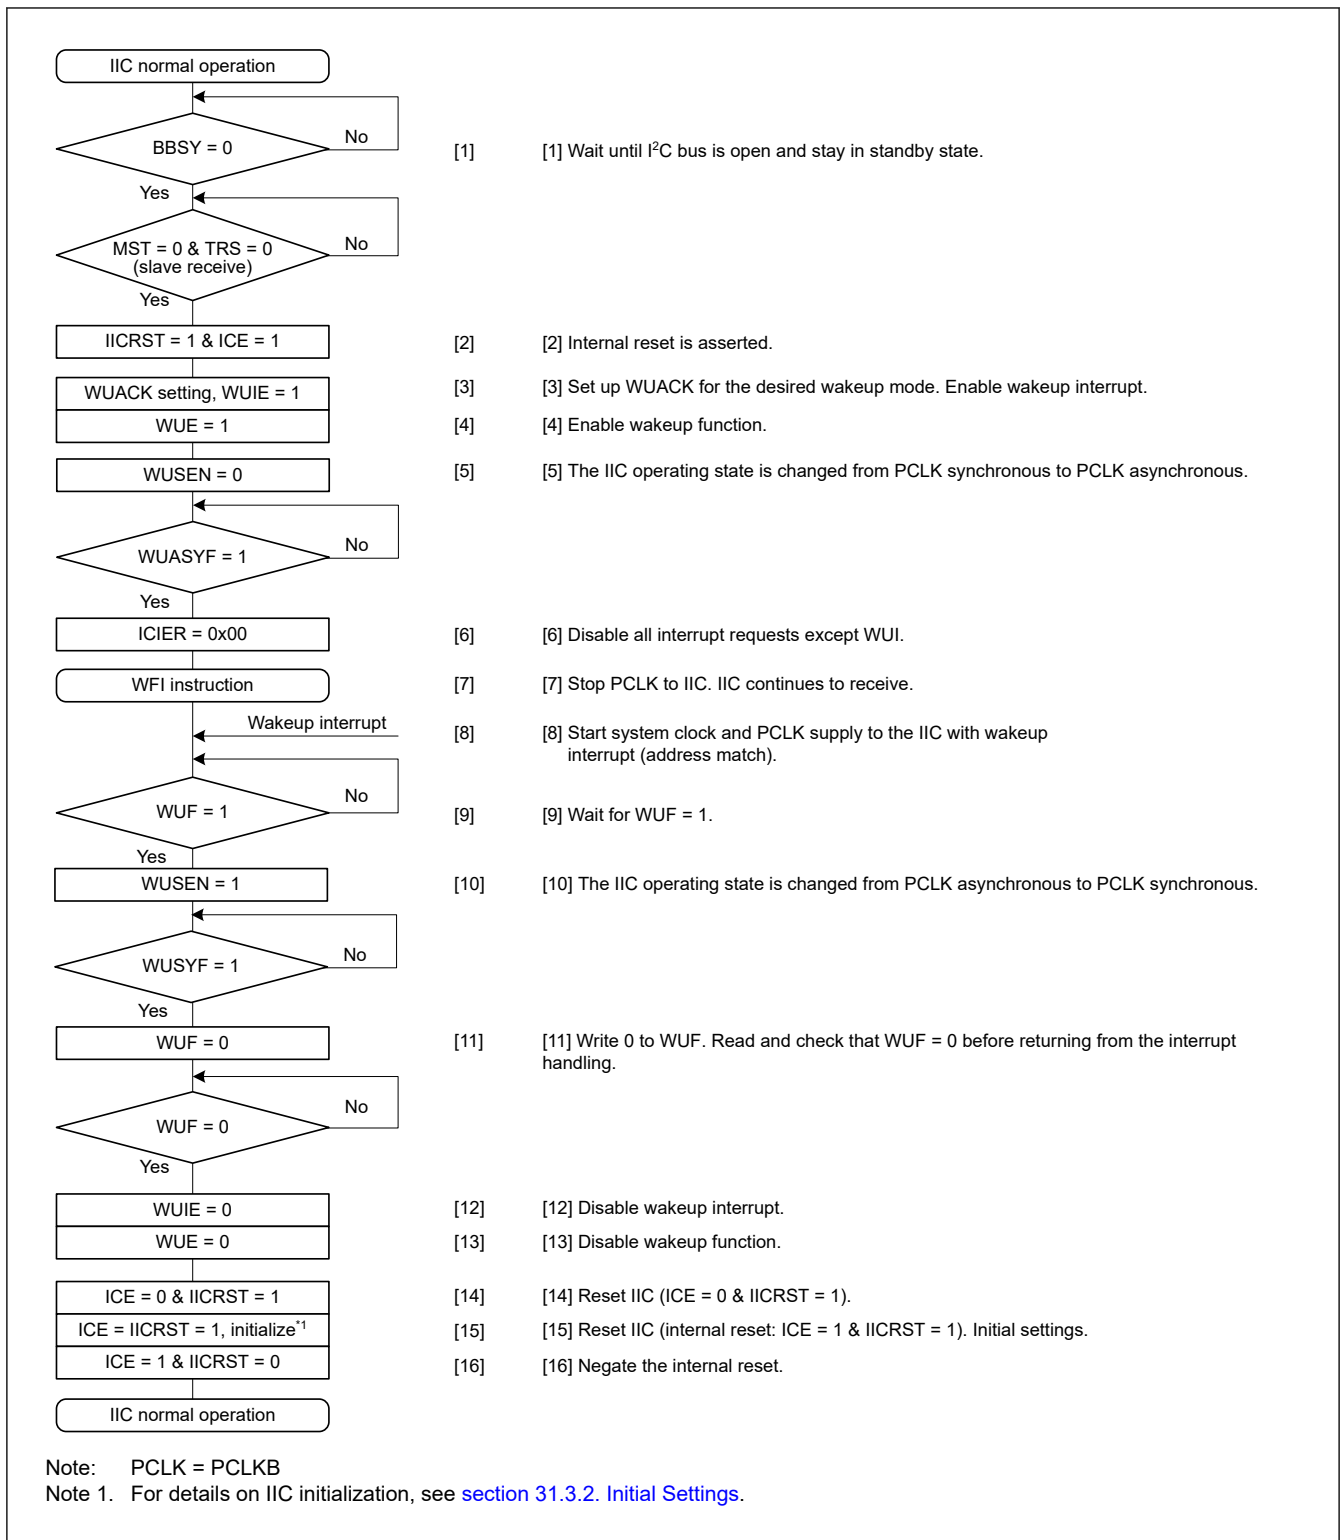 IIC normal operation
No
BBSY = 0
[1] [1] Wait until I²C bus is open and stay in standby state.
Yes
No
MST = 0 & TRS = 0
(slave receive)
Yes
IICRST = 1 & ICE = 1
[2] [2] Internal reset is asserted.
WUACK setting, WUIE = 1
[3] [3] Set up WUACK for the desired wakeup mode. Enable wakeup interrupt.
WUE = 1
[4] [4] Enable wakeup function.
WUSEN = 0
[5] [5] The IIC operating state is changed from PCLK synchronous to PCLK asynchronous.
No
WUASYF = 1
Yes
ICIER = 0x00
[6] [6] Disable all interrupt requests except WUI.
WFI instruction
[7] [7] Stop PCLK to IIC. IIC continues to receive.
Wakeup interrupt
[8] [8] Start system clock and PCLK supply to the IIC with wakeup
interrupt (address match).
No
WUF = 1
[9] [9] Wait for WUF = 1.
Yes
WUSEN = 1
[10] [10] The IIC operating state is changed from PCLK asynchronous to PCLK synchronous.
No
WUSYF = 1
Yes
WUF = 0
[11] [11] Write 0 to WUF. Read and check that WUF = 0 before returning from the interrupt
handling.
No
WUF = 0
Yes
WUIE = 0
[12] [12] Disable wakeup interrupt.
WUE = 0
[13] [13] Disable wakeup function.
ICE = 0 & IICRST = 1
[14] [14] Reset IIC (ICE = 0 & IICRST = 1).
ICE = IICRST = 1, initialize*1
[15] [15] Reset IIC (internal reset: ICE = 1 & IICRST = 1). Initial settings.
ICE = 1 & IICRST = 0
[16] [16] Negate the internal reset.
IIC normal operation
Note: PCLK = PCLKB
Note 1. For details on IIC initialization, see section 31.3.2. Initial Settings.